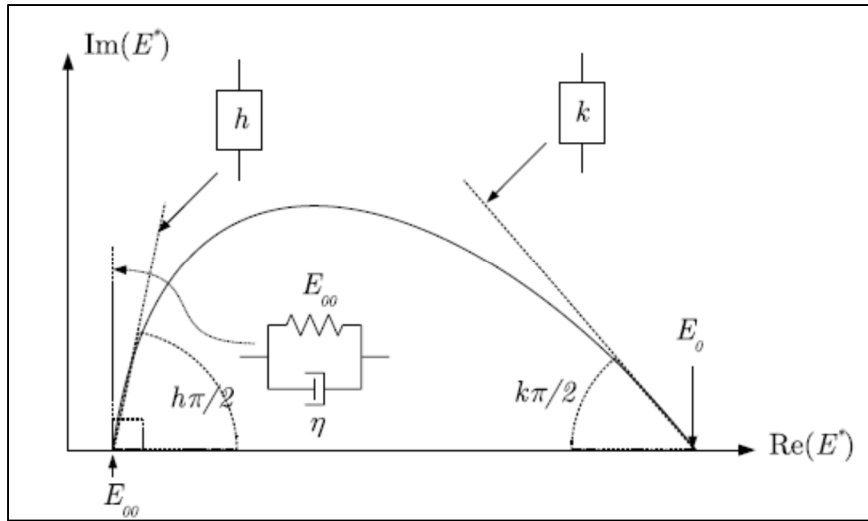 Im(E*)
h
k
E₀₀
E₀
hπ/2
kπ/2
η
Re(E*)
E₀₀